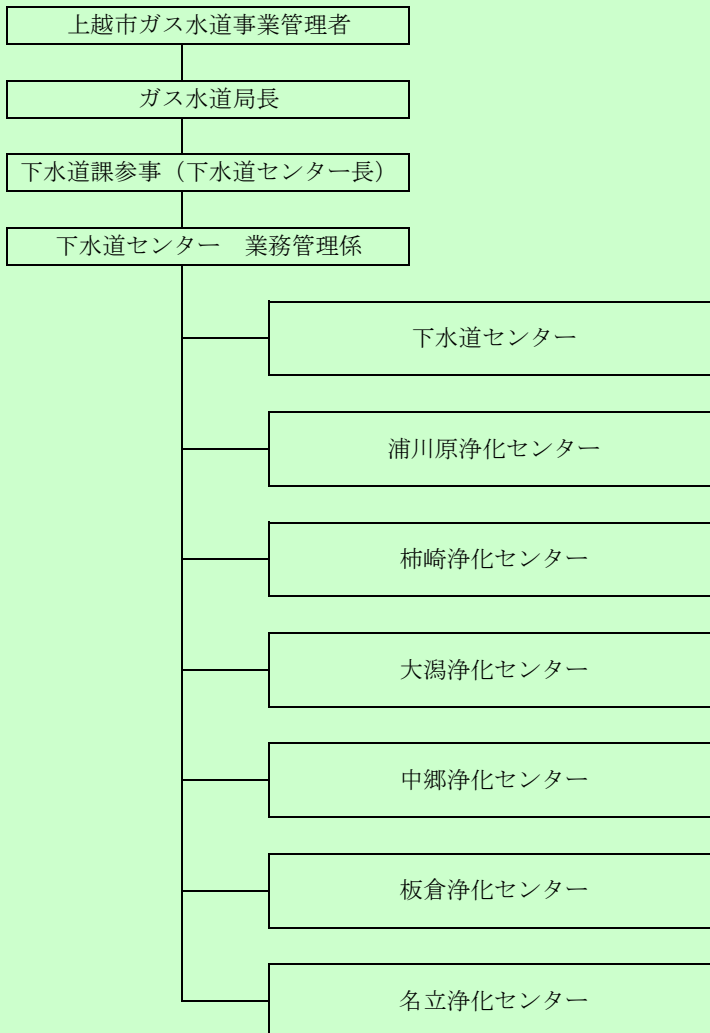 上越市ガス水道事業管理者
ガス水道局長
下水道課参事（下水道センター長）
下水道センター　業務管理係
下水道センター
浦川原浄化センター
柿崎浄化センター
大潟浄化センター
中郷浄化センター
板倉浄化センター
名立浄化センター